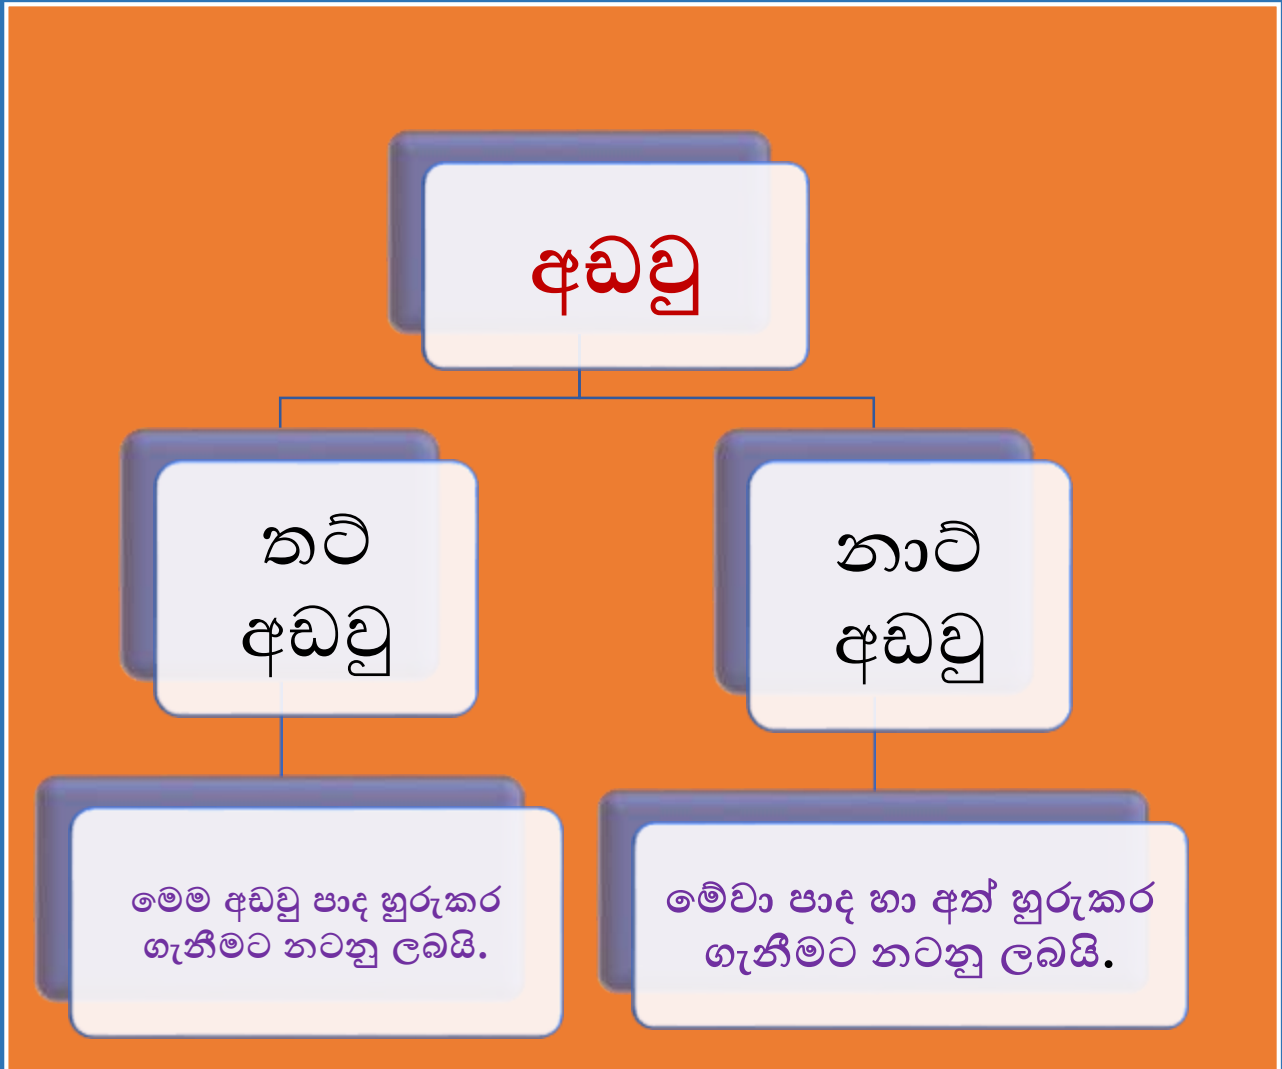 අඩවු
තට්
අඩවු
නාට්
අඩවු
මෙම අඩවු පාද හුරුකර
ගැනීමට නටනු ලබයි.
මේවා පාද හා අත් හුරුකර
ගැනීමට නටනු ලබයි.